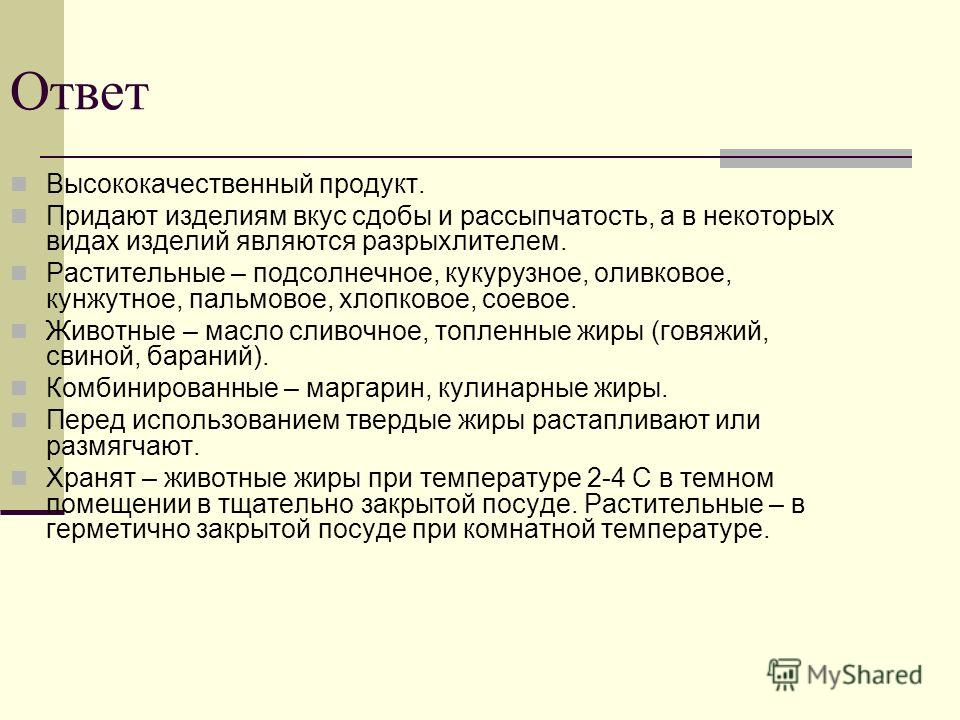 Ответ
Высококачественный продукт.
Придают изделиям вкус сдобы и рассыпчатость, а в некоторых
видах изделий являются разрыхлителем.
Растительные – подсолнечное, кукурузное, оливковое,
кунжутное, пальмовое, хлопковое, соевое.
Животные – масло сливочное, топленные жиры (говяжий,
свиной, бараний).
Комбинированные – маргарин, кулинарные жиры.
Перед использованием твердые жиры растапливают или
размягчают.
Хранят – животные жиры при температуре 2-4 С в темном
помещении в тщательно закрытой посуде. Растительные – в
герметично закрытой посуде при комнатной температуре.
MyShared